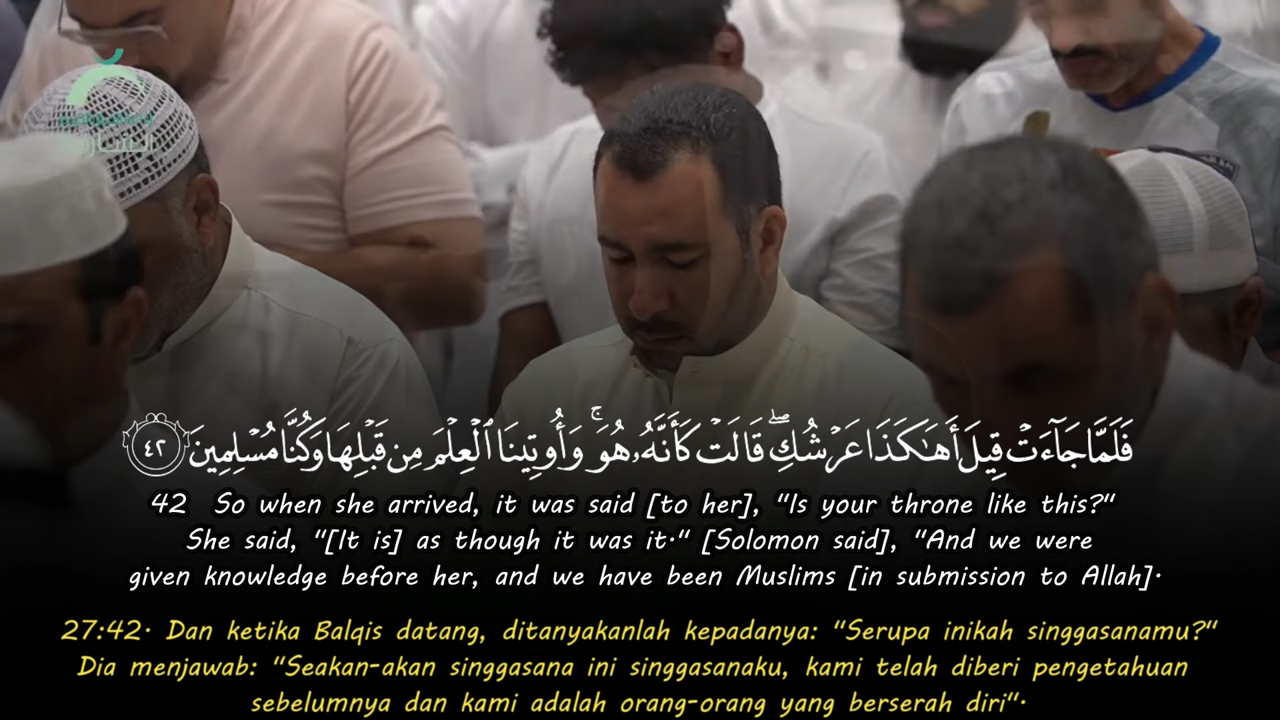 فَلَمَّا جَآءَتْ قِيلَ أَهَـٰكَذَا عَرْشُكِ ۖ قَالَتْ كَأَنَّهُۥ هُوَ ۚ وَأُوتِينَا ٱلْعِلْمَ مِن قَبْلِهَا وَكُنَّا مُسْلِمِينَ ٤٢
42 So when she arrived, it was said [to her], "Is your throne like this?"
She said, "[It is] as though it was it." [Solomon said], "And we were
given knowledge before her, and we have been Muslims [in submission to Allah].
27:42. Dan ketika Balqis datang, ditanyakanlah kepadanya: "Serupa inikah singgasanamu?"
Dia menjawab: "Seakan-akan singgasana ini singgasanaku, kami telah diberi pengetahuan
sebelumnya dan kami adalah orang-orang yang berserah diri".